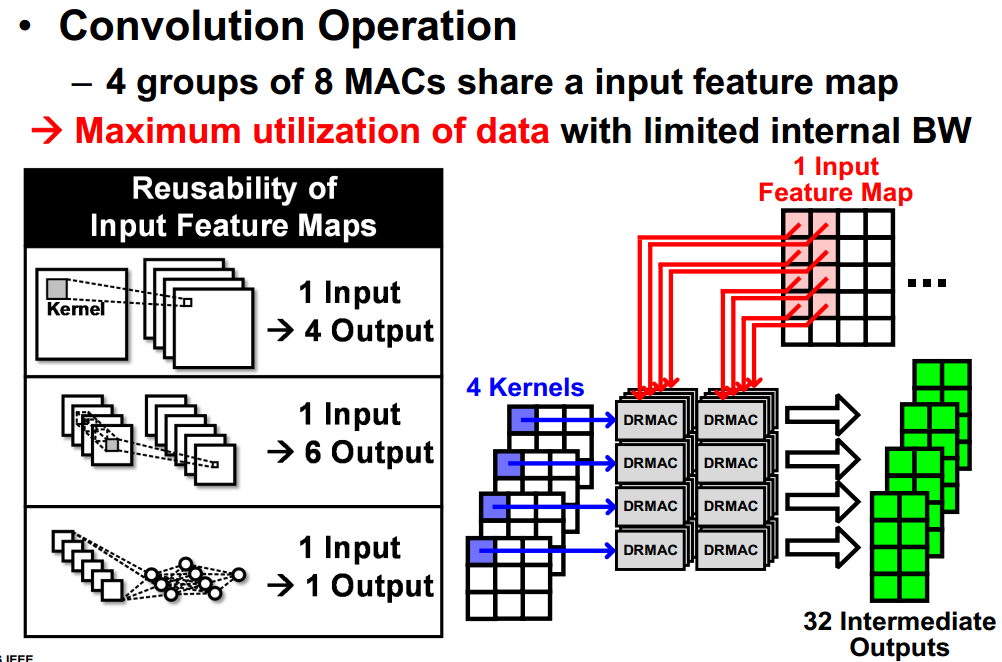 • Convolution Operation
– 4 groups of 8 MACs share a input feature map
→ Maximum utilization of data with limited internal BW
Reusability of
Input Feature Maps
Kernel
1 Input
→ 4 Output
1 Input
→ 6 Output
1 Input
→ 1 Output
1 Input
Feature Map
...
4 Kernels
DRMAC DRMAC
DRMAC DRMAC
DRMAC DRMAC
DRMAC DRMAC
32 Intermediate
Outputs
IEEE